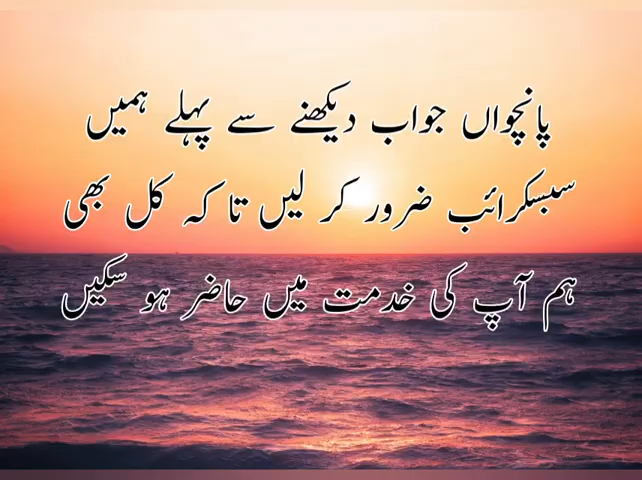 پانچواں جواب دیکھنے سے پہلے ہمیں
سبسکرائب ضرور کر لیں تا کہ کل بھی
ہم آپ کی خدمت میں حاضر ہو سکیں